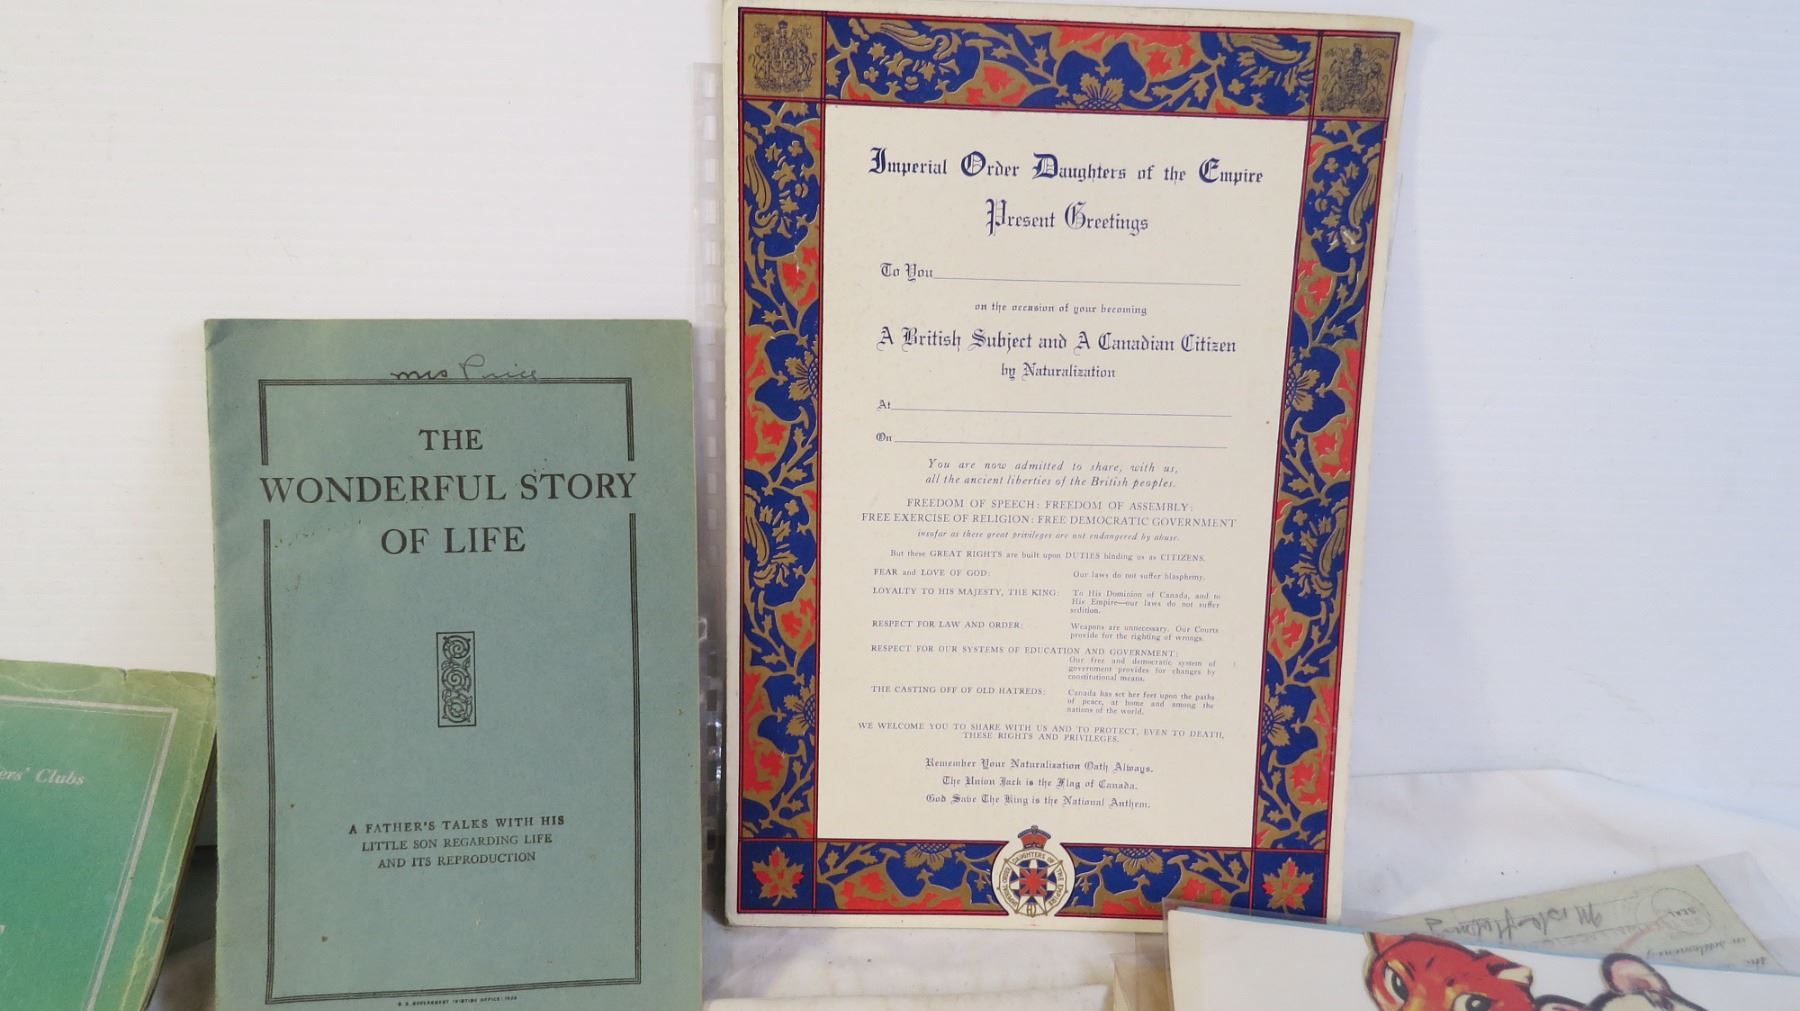 Mrs Price
THE
WONDERFUL STORY
OF LIFE
A FATHER'S TALKS WITH HIS
LITTLE SON REGARDING LIFE
AND ITS REPRODUCTION
U. S. GOVERNMENT PRINTING OFFICE:
Clubs
Imperial Order Daughters of the Empire
Present Greetings
To You
on the occasion of your becoming
A British Subject and A Canadian Citizen
by Naturalization
At
On
You are now admitted to share, with us,
all the ancient liberties of the British peoples.
FREEDOM OF SPEECH: FREEDOM OF ASSEMBLY:
FREE EXERCISE OF RELIGION: FREE DEMOCRATIC GOVERNMENT
insofar as these great privileges are not endangered by abuse.
But these GREAT RIGHTS are built upon DUTIES binding us as CITIZENS.
FEAR and LOVE OF GOD: Our laws do not suffer blasphemy.
LOYALTY TO HIS MAJESTY, THE KING: To His Dominion of Canada, and to
His Empire—our laws do not suffer
sedition.
RESPECT FOR LAW AND ORDER: Weapons are unnecessary. Our Courts
provide for the righting of wrongs.
RESPECT FOR OUR SYSTEMS OF EDUCATION AND GOVERNMENT:
Our free and democratic system of
government provides for changes by
constitutional means.
THE CASTING OFF OF OLD HATREDS: Canada has set her feet upon the paths
of peace, at home and among the
nations of the world.
WE WELCOME YOU TO SHARE WITH US AND TO PROTECT, EVEN TO DEATH,
THESE RIGHTS AND PRIVILEGES.
Remember Your Naturalization Oath Always.
The Union Jack is the Flag of Canada.
God Save The King is the National Anthem.
IMPERIAL ORDER DAUGHTERS OF THE EMPIRE